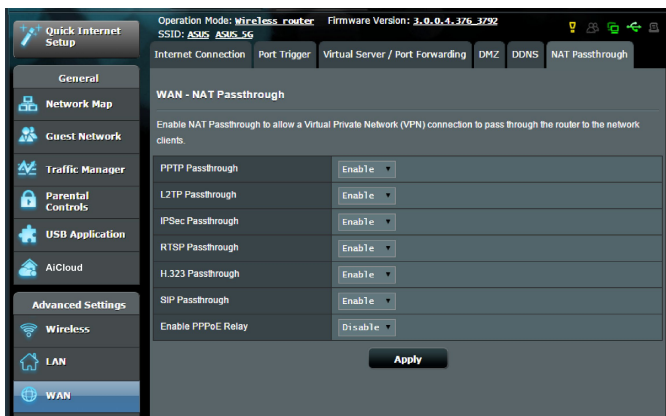 Quick Internet
Setup
Operation Mode: Wireless router Firmware Version: 3.0.0.4.376_3792
SSID: ASUS ASUS_5G
Internet Connection Port Trigger Virtual Server / Port Forwarding DMZ DDNS NAT Passthrough
General
Network Map
Guest Network
Traffic Manager
Parental
Controls
USB Application
AiCloud
Advanced Settings
Wireless
LAN
WAN
WAN - NAT Passthrough
Enable NAT Passthrough to allow a Virtual Private Network (VPN) connection to pass through the router to the network
clients.
PPTP Passthrough Enable
L2TP Passthrough Enable
IPSec Passthrough Enable
RTSP Passthrough Enable
H.323 Passthrough Enable
SIP Passthrough Enable
Enable PPPoE Relay Disable
Apply